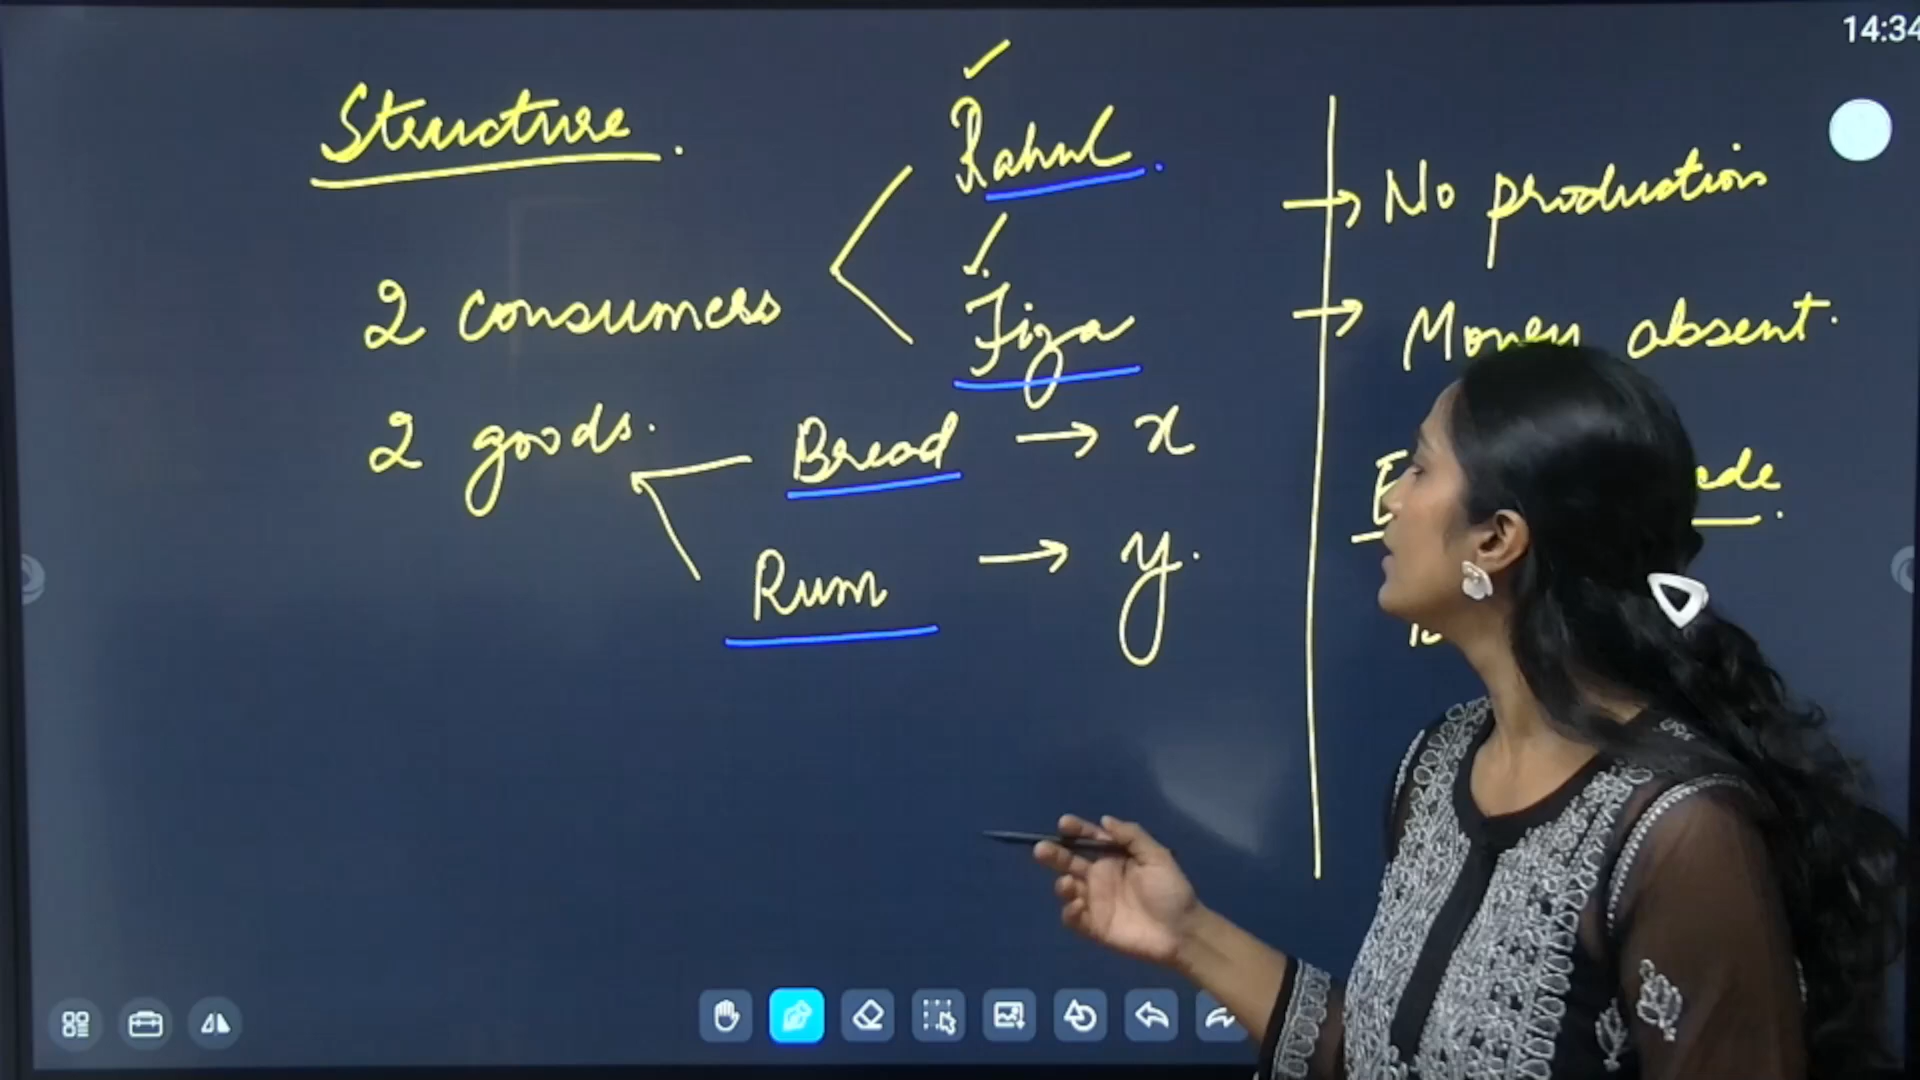 14:34
Structure.
2 consumers
Rahul.
Fiza
2 goods.
Bread → x
Rum → y.
→ No production
→ Money absent.